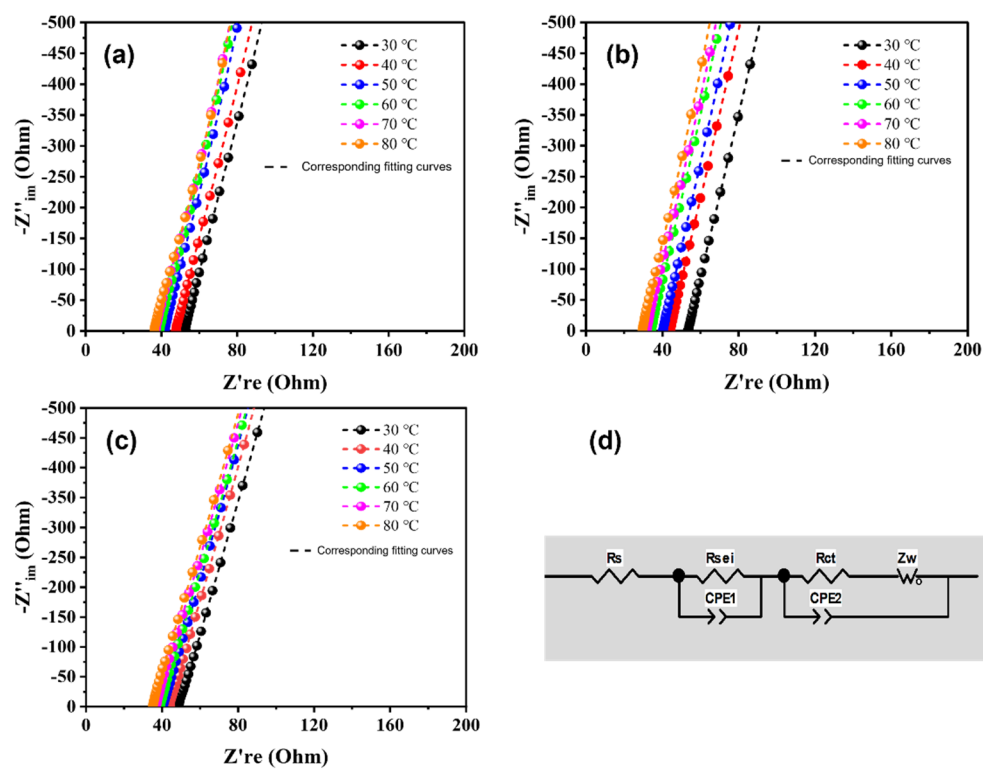 (a)
-500
-450
-400
-350
-300
-250
-200
-150
-100
-50
0
-Z''im (Ohm)
0 40 80 120 160 200
Z're (Ohm)
30 ℃
40 ℃
50 ℃
60 ℃
70 ℃
80 ℃
Corresponding fitting curves
(b)
-500
-450
-400
-350
-300
-250
-200
-150
-100
-50
0
-Z''im (Ohm)
0 40 80 120 160 200
Z're (Ohm)
30 ℃
40 ℃
50 ℃
60 ℃
70 ℃
80 ℃
Corresponding fitting curves
(c)
-500
-450
-400
-350
-300
-250
-200
-150
-100
-50
0
-Z''im (Ohm)
0 40 80 120 160 200
Z're (Ohm)
30 ℃
40 ℃
50 ℃
60 ℃
70 ℃
80 ℃
Corresponding fitting curves
(d)
Rs Rsei Rct Zw
CPE1 CPE2